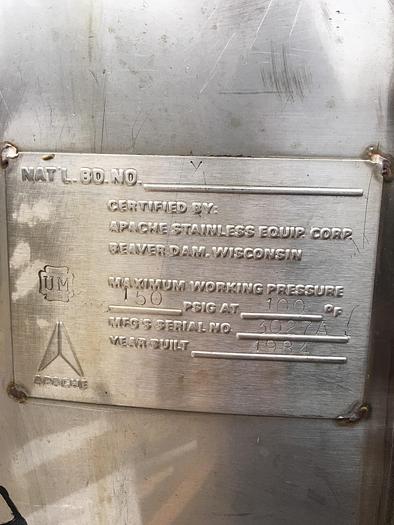 NAT'L. BD. NO.
CERTIFIED BY:
APACHE STAINLESS EQUIP. CORP.
BEAVER DAM, WISCONSIN
UM
MAXIMUM WORKING PRESSURE
150 PSIG AT 100 °F
MFG'S SERIAL NO. 3027A
YEAR BUILT 1984
APACHE